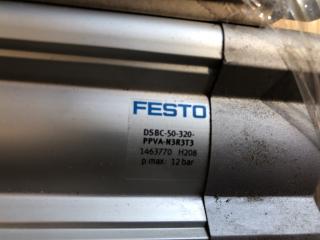 FESTO
DSBC-50-320-
PPVA-N3R3T3
1463770 H208
p max: 12 bar